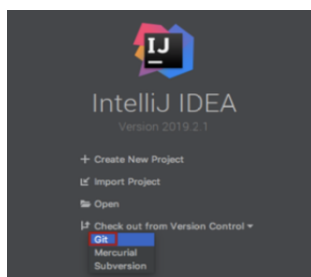 IJ
IntelliJ IDEA
Version 2019.2.1
Create New Project
Import Project
Open
Check out from Version Control
Git
Mercurial
Subversion